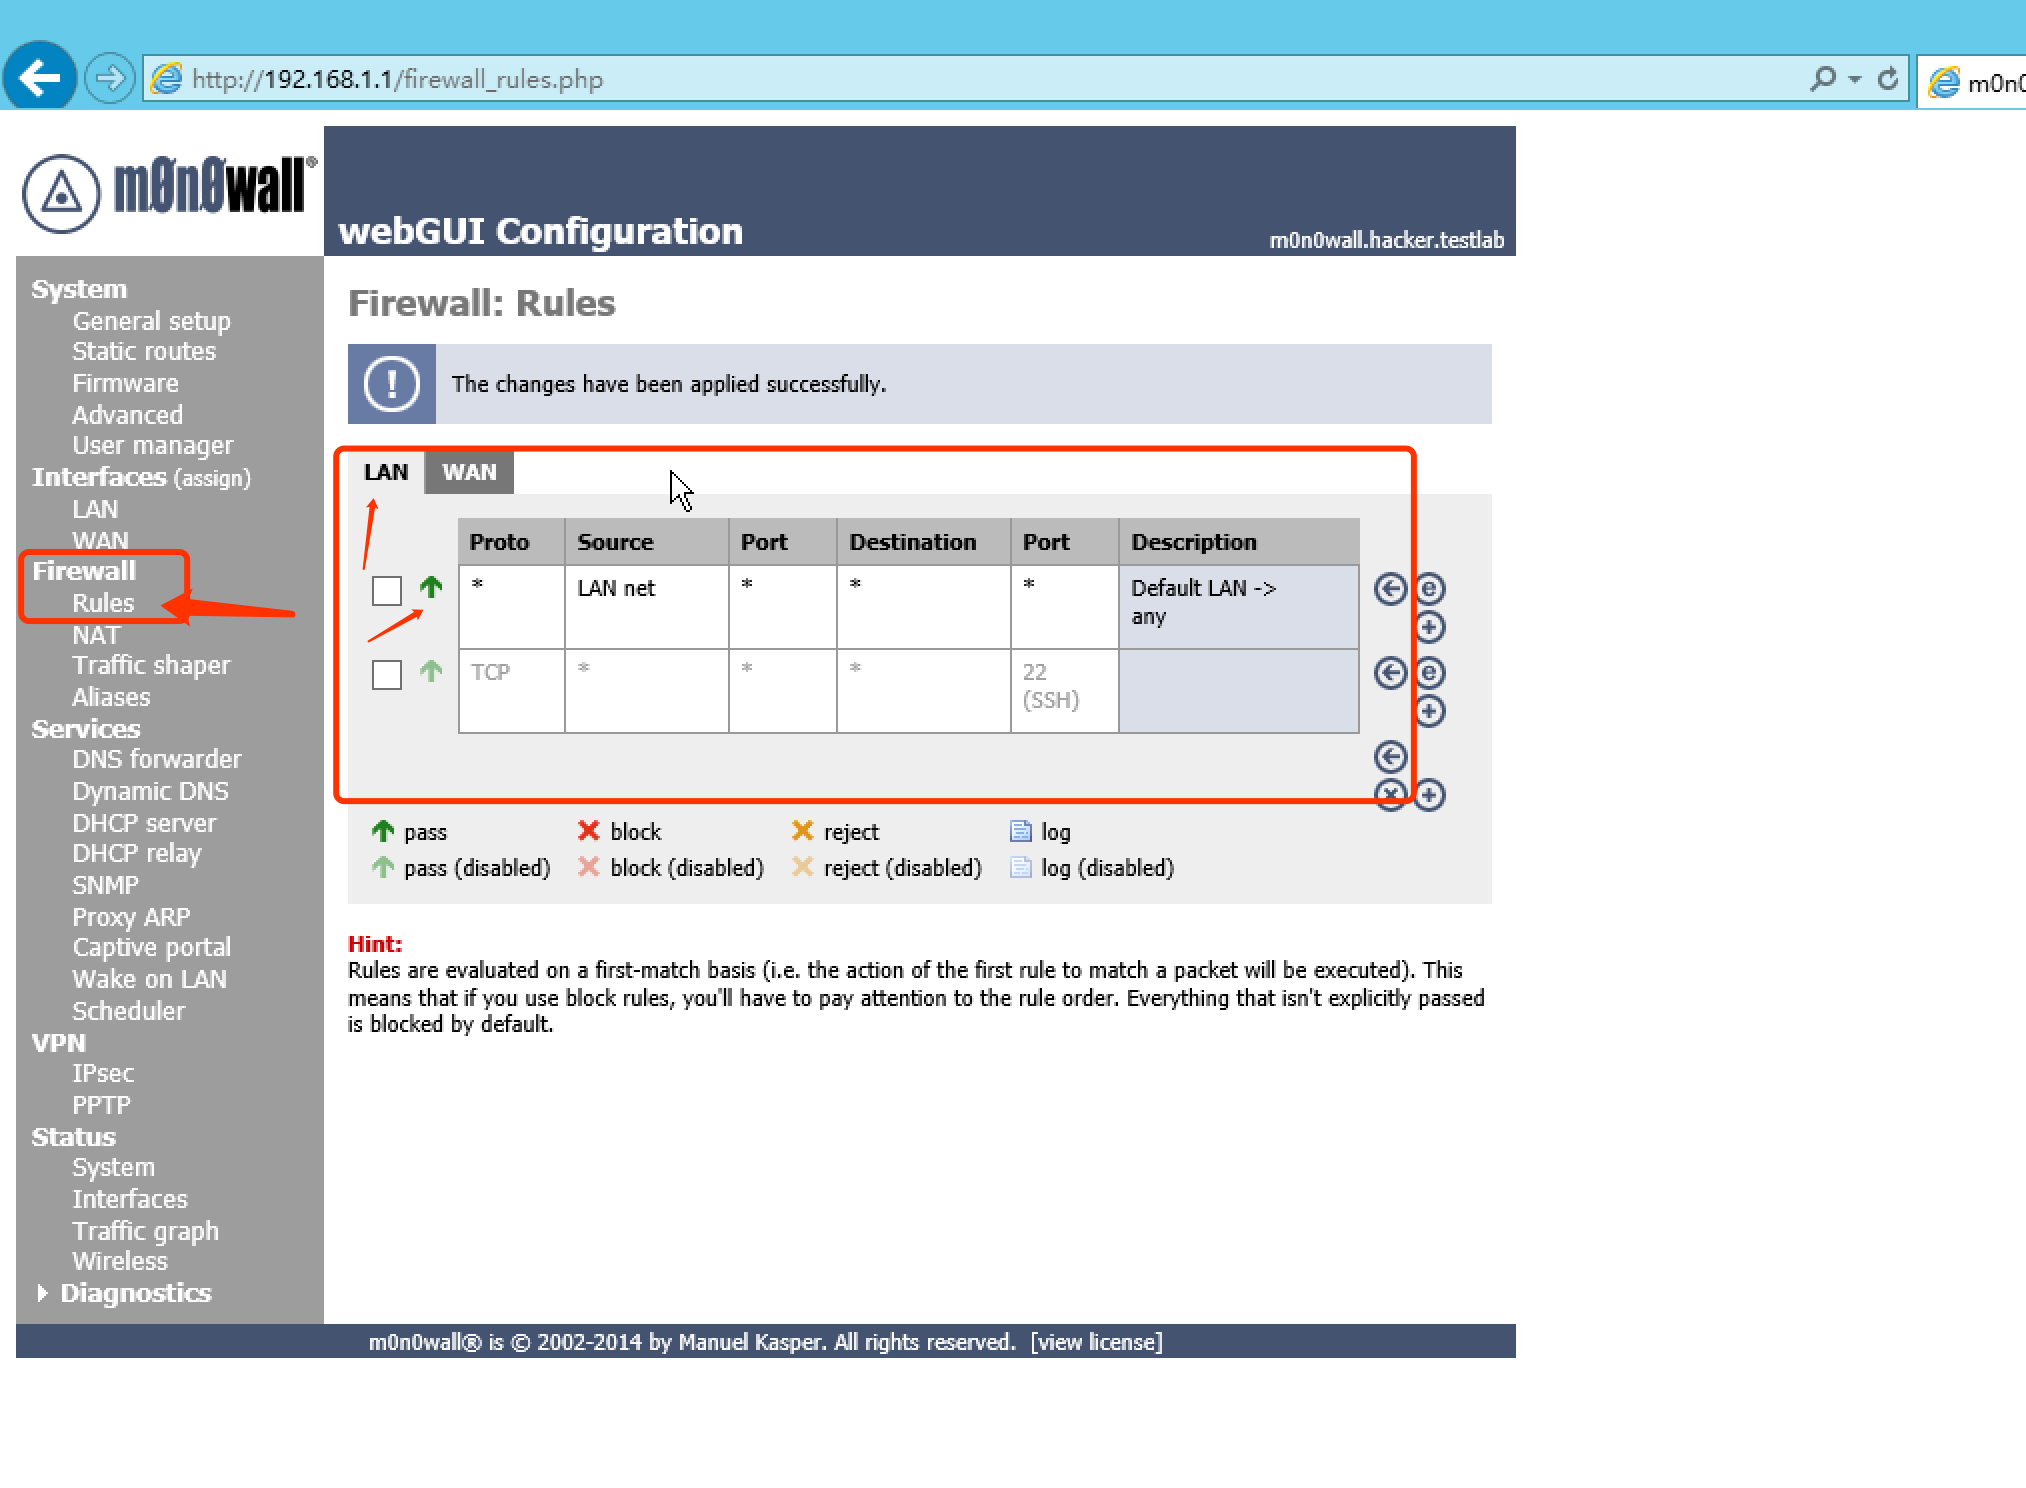 http://192.168.1.1/firewall_rules.php
m0n0
m0n0wall®
webGUI Configuration
m0n0wall.hacker.testlab
System
General setup
Static routes
Firmware
Advanced
User manager
Interfaces (assign)
LAN
WAN
Firewall
Rules
NAT
Traffic shaper
Aliases
Services
DNS forwarder
Dynamic DNS
DHCP server
DHCP relay
SNMP
Proxy ARP
Captive portal
Wake on LAN
Scheduler
VPN
IPsec
PPTP
Status
System
Interfaces
Traffic graph
Wireless
Diagnostics
Firewall: Rules
The changes have been applied successfully.
LAN WAN
Proto Source Port Destination Port Description
* LAN net * * * Default LAN ->
any
TCP * * * 22
(SSH)
pass block reject log
pass (disabled) block (disabled) reject (disabled) log (disabled)
Hint:
Rules are evaluated on a first-match basis (i.e. the action of the first rule to match a packet will be executed). This
means that if you use block rules, you'll have to pay attention to the rule order. Everything that isn't explicitly passed
is blocked by default.
m0n0wall® is © 2002-2014 by Manuel Kasper. All rights reserved. [view license]